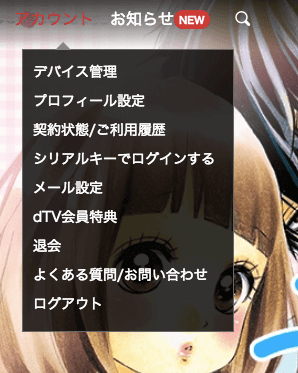 アカウント お知らせ NEW
デバイス管理
プロフィール設定
契約状態/ご利用履歴
シリアルキーでログインする
メール設定
dTV会員特典
退会
よくある質問/お問い合わせ
ログアウト